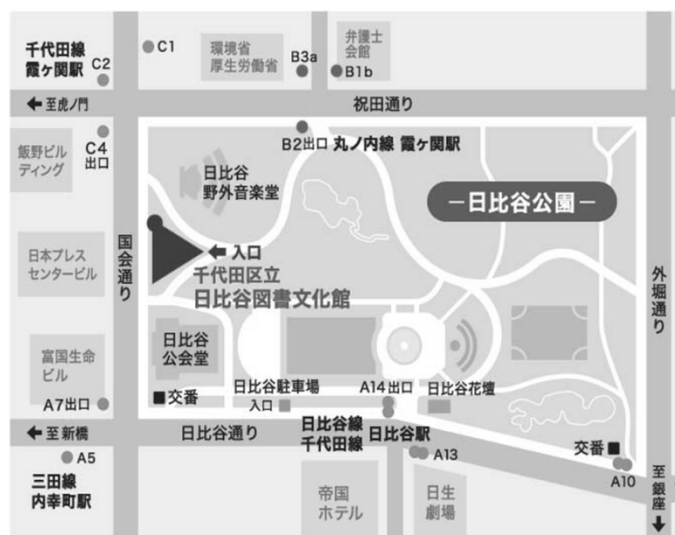 千代田線
霞ヶ関駅
C2
C1
環境省
厚生労働省
B3a
弁護士
会館
B1b
←至虎ノ門
祝田通り
飯野ビル
ディング
C4
出口
B2出口 丸ノ内線 霞ヶ関駅
日比谷
野外音楽堂
－日比谷公園－
国会通り
←入口
千代田区立
日比谷図書文化館
日本プレス
センタービル
外堀通り
富国生命
ビル
日比谷
公会堂
A7出口
■交番
日比谷駐車場
入口
A14出口
日比谷花壇
←至新橋
日比谷通り
日比谷線
千代田線
日比谷駅
A13
交番■
A10
A5
三田線
内幸町駅
帝国
ホテル
日生
劇場
至銀座↓